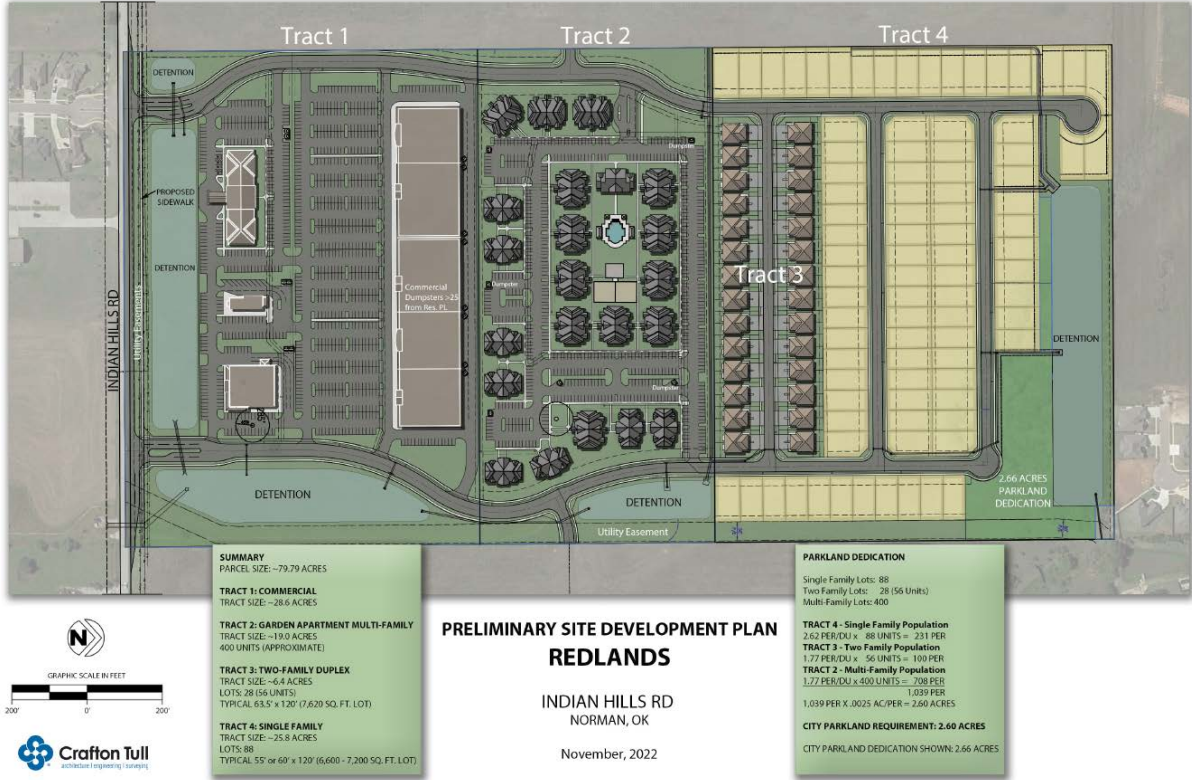 Tract 1
Tract 2
Tract 4
DETENTION
Dumpster
PROPOSED
SIDEWALK
DETENTION
Tract 3
Commercial
Dumpsters >25
from Res. PL
Dumpster
INDIAN HILLS RD
Utility Easements
DETENTION
Dumpster
2.66 ACRES
PARKLAND
DEDICATION
DETENTION
DETENTION
Utility Easement
SUMMARY
PARCEL SIZE: ~79.79 ACRES
TRACT 1: COMMERCIAL
TRACT SIZE: ~28.6 ACRES
TRACT 2: GARDEN APARTMENT MULTI-FAMILY
TRACT SIZE: ~19.0 ACRES
400 UNITS (APPROXIMATE)
TRACT 3: TWO-FAMILY DUPLEX
TRACT SIZE: ~6.4 ACRES
LOTS: 28 (56 UNITS)
TYPICAL 63.5' x 120' (7,620 SQ. FT. LOT)
TRACT 4: SINGLE FAMILY
TRACT SIZE: ~25.8 ACRES
LOTS: 88
TYPICAL 55' or 60' x 120' (6,600 - 7,200 SQ. FT. LOT)
PRELIMINARY SITE DEVELOPMENT PLAN
REDLANDS
INDIAN HILLS RD
NORMAN, OK
November, 2022
PARKLAND DEDICATION
Single Family Lots: 88
Two Family Lots: 28 (56 Units)
Multi-Family Lots: 400
TRACT 4 - Single Family Population
2.62 PER/DU x 88 UNITS = 231 PER
TRACT 3 - Two Family Population
1.77 PER/DU x 56 UNITS = 100 PER
TRACT 2 - Multi-Family Population
1.77 PER/DU x 400 UNITS = 708 PER
1,039 PER
1,039 PER X .0025 AC/PER = 2.60 ACRES
CITY PARKLAND REQUIREMENT: 2.60 ACRES
CITY PARKLAND DEDICATION SHOWN: 2.66 ACRES
N
GRAPHIC SCALE IN FEET
200' 0' 200'
Crafton Tull
architecture | engineering | surveying